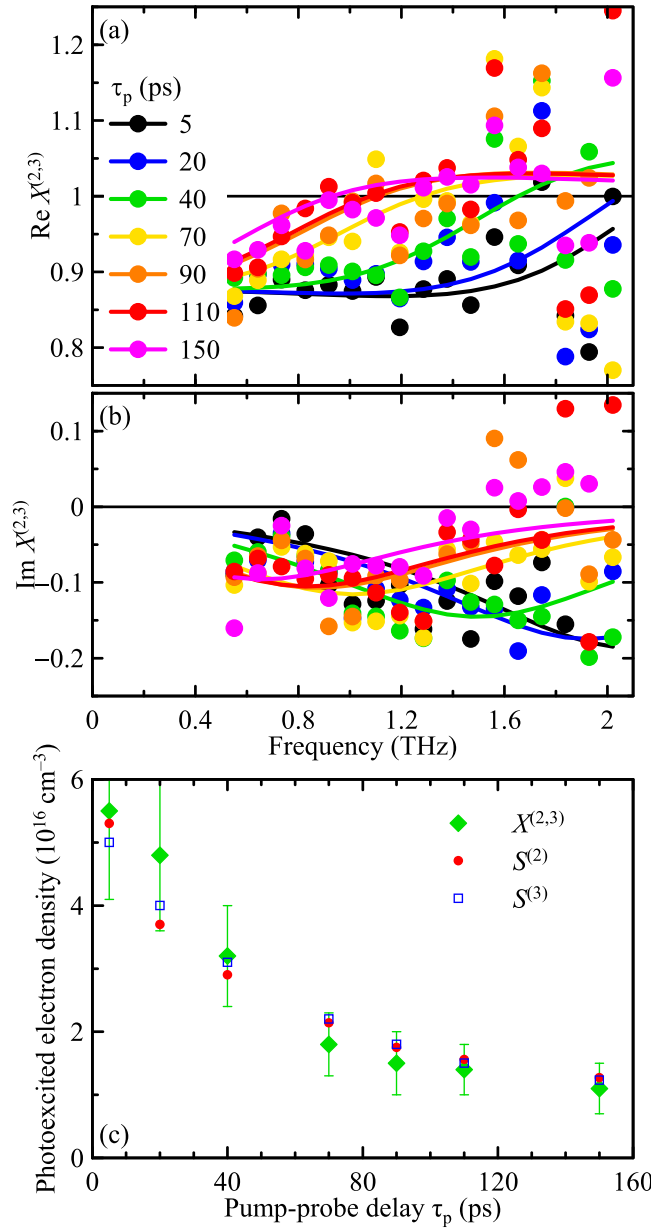 (a)
1.2
1.1
1
0.9
0.8
Re X^(2,3)
τp (ps)
5
20
40
70
90
110
150
(b)
0.1
0
−0.1
−0.2
Im X^(2,3)
0 0.4 0.8 1.2 1.6 2
Frequency (THz)
6
4
2
0
Photoexcited electron density (10^16 cm^−3)
X^(2,3)
S^(2)
S^(3)
(c)
0 40 80 120 160
Pump-probe delay τp (ps)